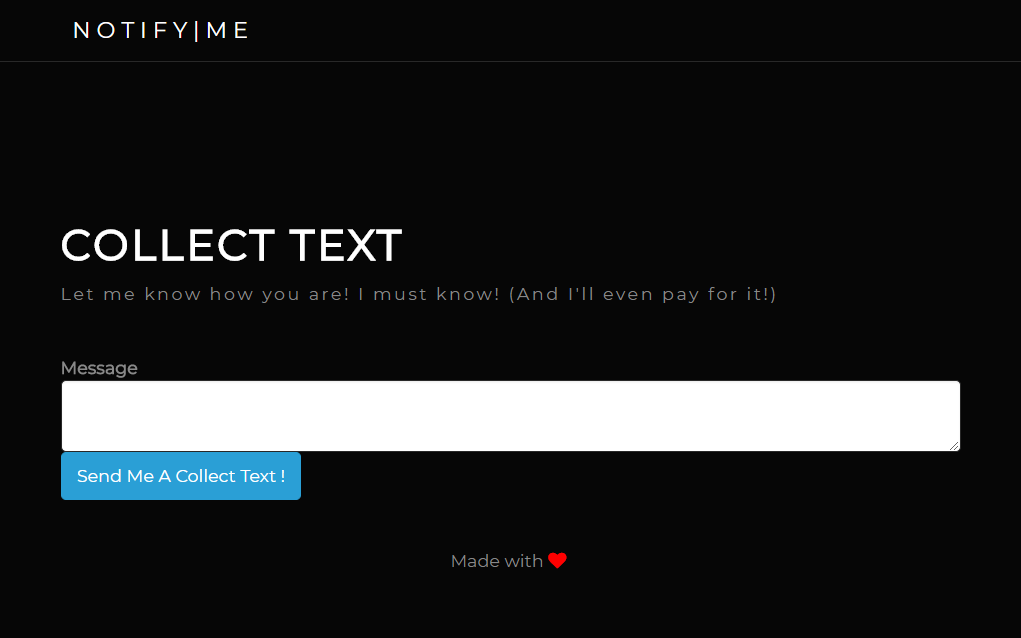 NOTIFY|ME
COLLECT TEXT
Let me know how you are! I must know! (And I'll even pay for it!)
Message
Send Me A Collect Text !
Made with